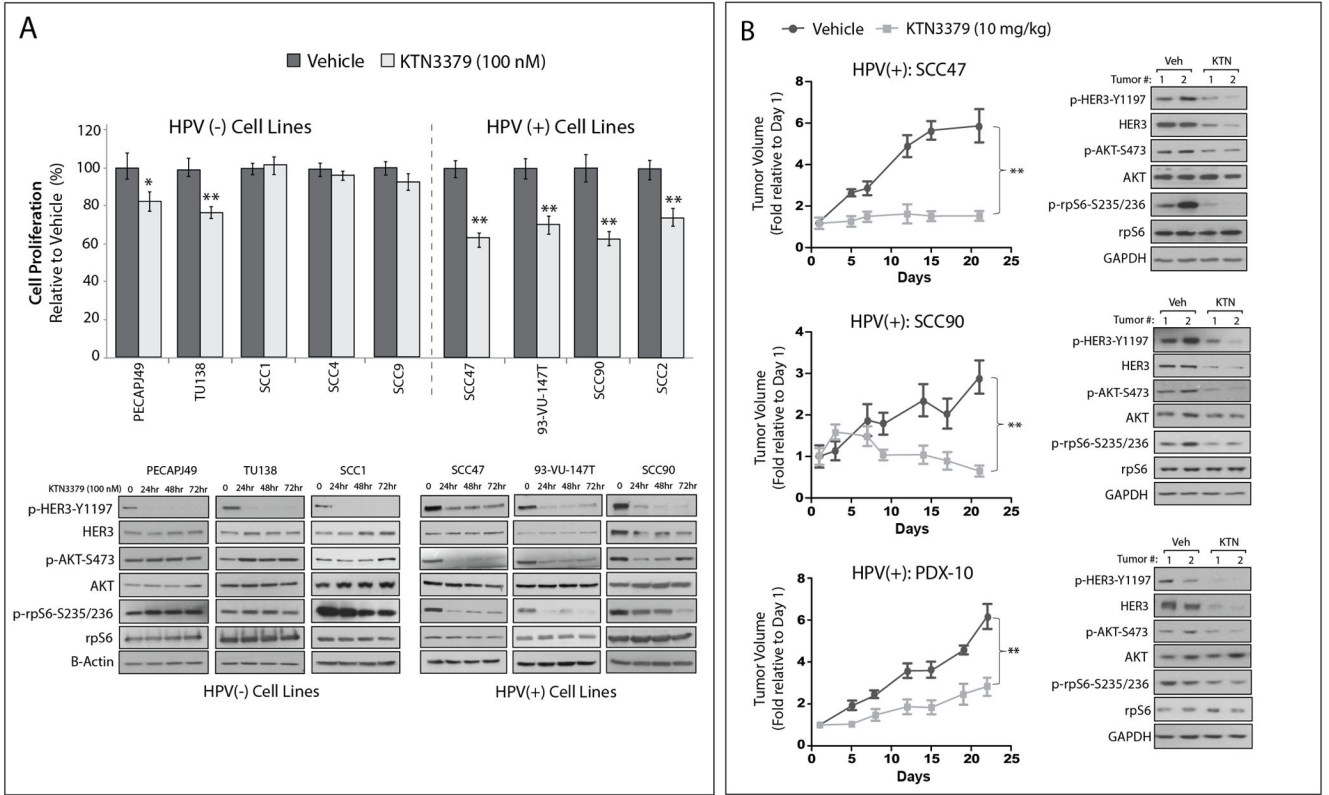 A
Vehicle KTN3379 (100 nM)
HPV (-) Cell Lines HPV (+) Cell Lines
Cell Proliferation
Relative to Vehicle (%)
120
100
80
60
40
20
0
* ** ** ** ** **
PECAPJ49 TU138 SCC1 SCC4 SCC9 SCC47 93-VU-147T SCC90 SCC2
PECAPJ49 TU138 SCC1 SCC47 93-VU-147T SCC90
KTN3379 (100 nM) 0 24hr 48hr 72hr 0 24hr 48hr 72hr 0 24hr 48hr 72hr 0 24hr 48hr 72hr 0 24hr 48hr 72hr 0 24hr 48hr 72hr
p-HER3-Y1197
HER3
p-AKT-S473
AKT
p-rpS6-S235/236
rpS6
B-Actin
HPV(-) Cell Lines HPV(+) Cell Lines
B
Vehicle KTN3379 (10 mg/kg)
HPV(+): SCC47
Tumor Volume
(Fold relative to Day 1)
8
6
4
2
0
**
0 5 10 15 20 25
Days
Veh KTN
Tumor #: 1 2 1 2
p-HER3-Y1197
HER3
p-AKT-S473
AKT
p-rpS6-S235/236
rpS6
GAPDH
HPV(+): SCC90
Tumor Volume
(Fold relative to Day 1)
4
3
2
1
0
**
0 5 10 15 20 25
Days
Veh KTN
Tumor #: 1 2 1 2
p-HER3-Y1197
HER3
p-AKT-S473
AKT
p-rpS6-S235/236
rpS6
GAPDH
HPV(+): PDX-10
Tumor Volume
(Fold relative to Day 1)
8
6
4
2
0
**
0 5 10 15 20 25
Days
Veh KTN
Tumor #: 1 2 1 2
p-HER3-Y1197
HER3
p-AKT-S473
AKT
p-rpS6-S235/236
rpS6
GAPDH